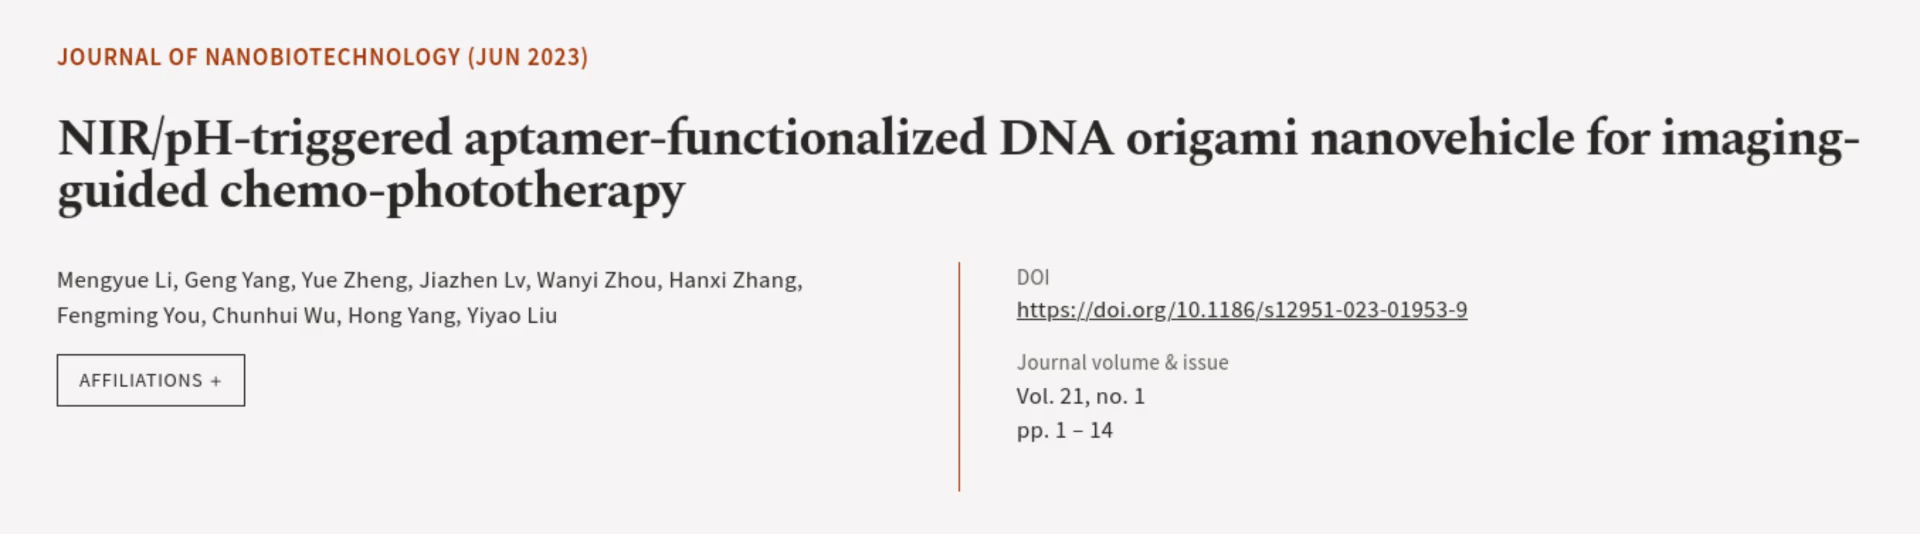 JOURNAL OF NANOBIOTECHNOLOGY (JUN 2023)
NIR/pH-triggered aptamer-functionalized DNA origami nanovehicle for imaging-
guided chemo-phototherapy
Mengyue Li, Geng Yang, Yue Zheng, Jiazhen Lv, Wanyi Zhou, Hanxi Zhang,
Fengming You, Chunhui Wu, Hong Yang, Yiyao Liu
AFFILIATIONS +
DOI
https://doi.org/10.1186/s12951-023-01953-9
Journal volume & issue
Vol. 21, no. 1
pp. 1 – 14